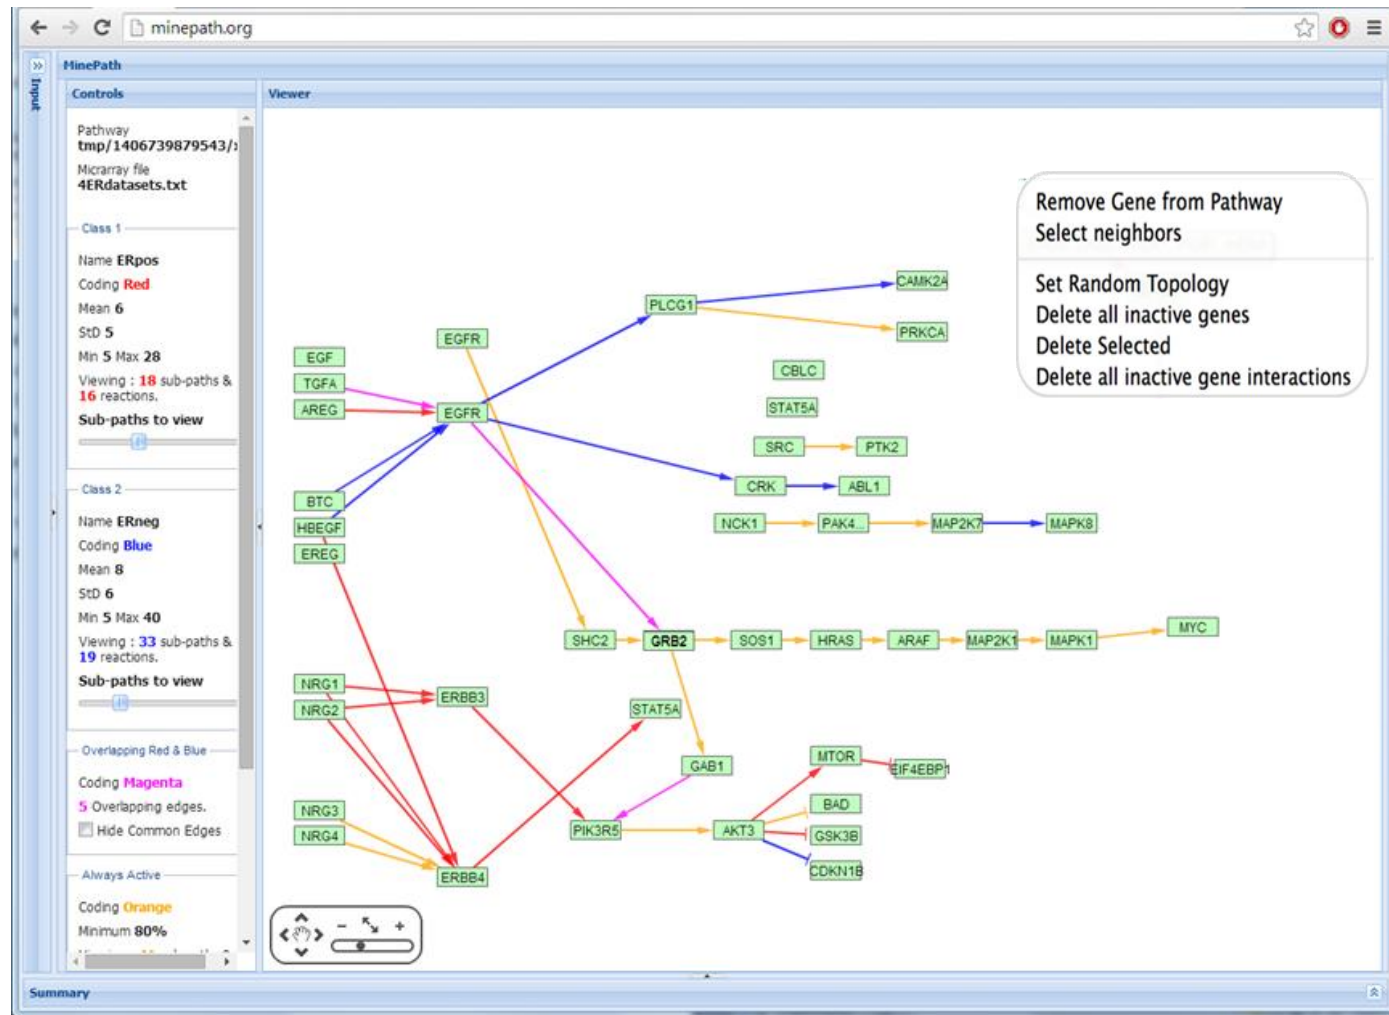 minepath.org
Input
MinePath
Controls
Viewer
Pathway
tmp/1406739879543/
Micrarray file
4ERdatasets.txt
Class 1
Name ERpos
Coding Red
Mean 6
StD 5
Min 5 Max 28
Viewing : 18 sub-paths &
16 reactions.
Sub-paths to view
Class 2
Name ERneg
Coding Blue
Mean 8
StD 6
Min 5 Max 40
Viewing : 33 sub-paths &
19 reactions.
Sub-paths to view
Overlapping Red & Blue
Coding Magenta
5 Overlapping edges.
Hide Common Edges
Always Active
Coding Orange
Minimum 80%
Remove Gene from Pathway
Select neighbors
Set Random Topology
Delete all inactive genes
Delete Selected
Delete all inactive gene interactions
CAMK2A
PLCG1
PRKCA
EGFR
EGF
CBLC
TGFA
AREG
EGFR
STAT5A
SRC
PTK2
CRK
ABL1
BTC
HBEGF
EREG
NCK1
PAK4...
MAP2K7
MAPK8
MYC
SHC2
GRB2
SOS1
HRAS
ARAF
MAP2K1
MAPK1
NRG1
NRG2
ERBB3
STAT5A
GAB1
MTOR
EIF4EBP1
NRG3
NRG4
PIK3R5
AKT3
BAD
GSK3B
CDKN1B
ERBB4
Summary